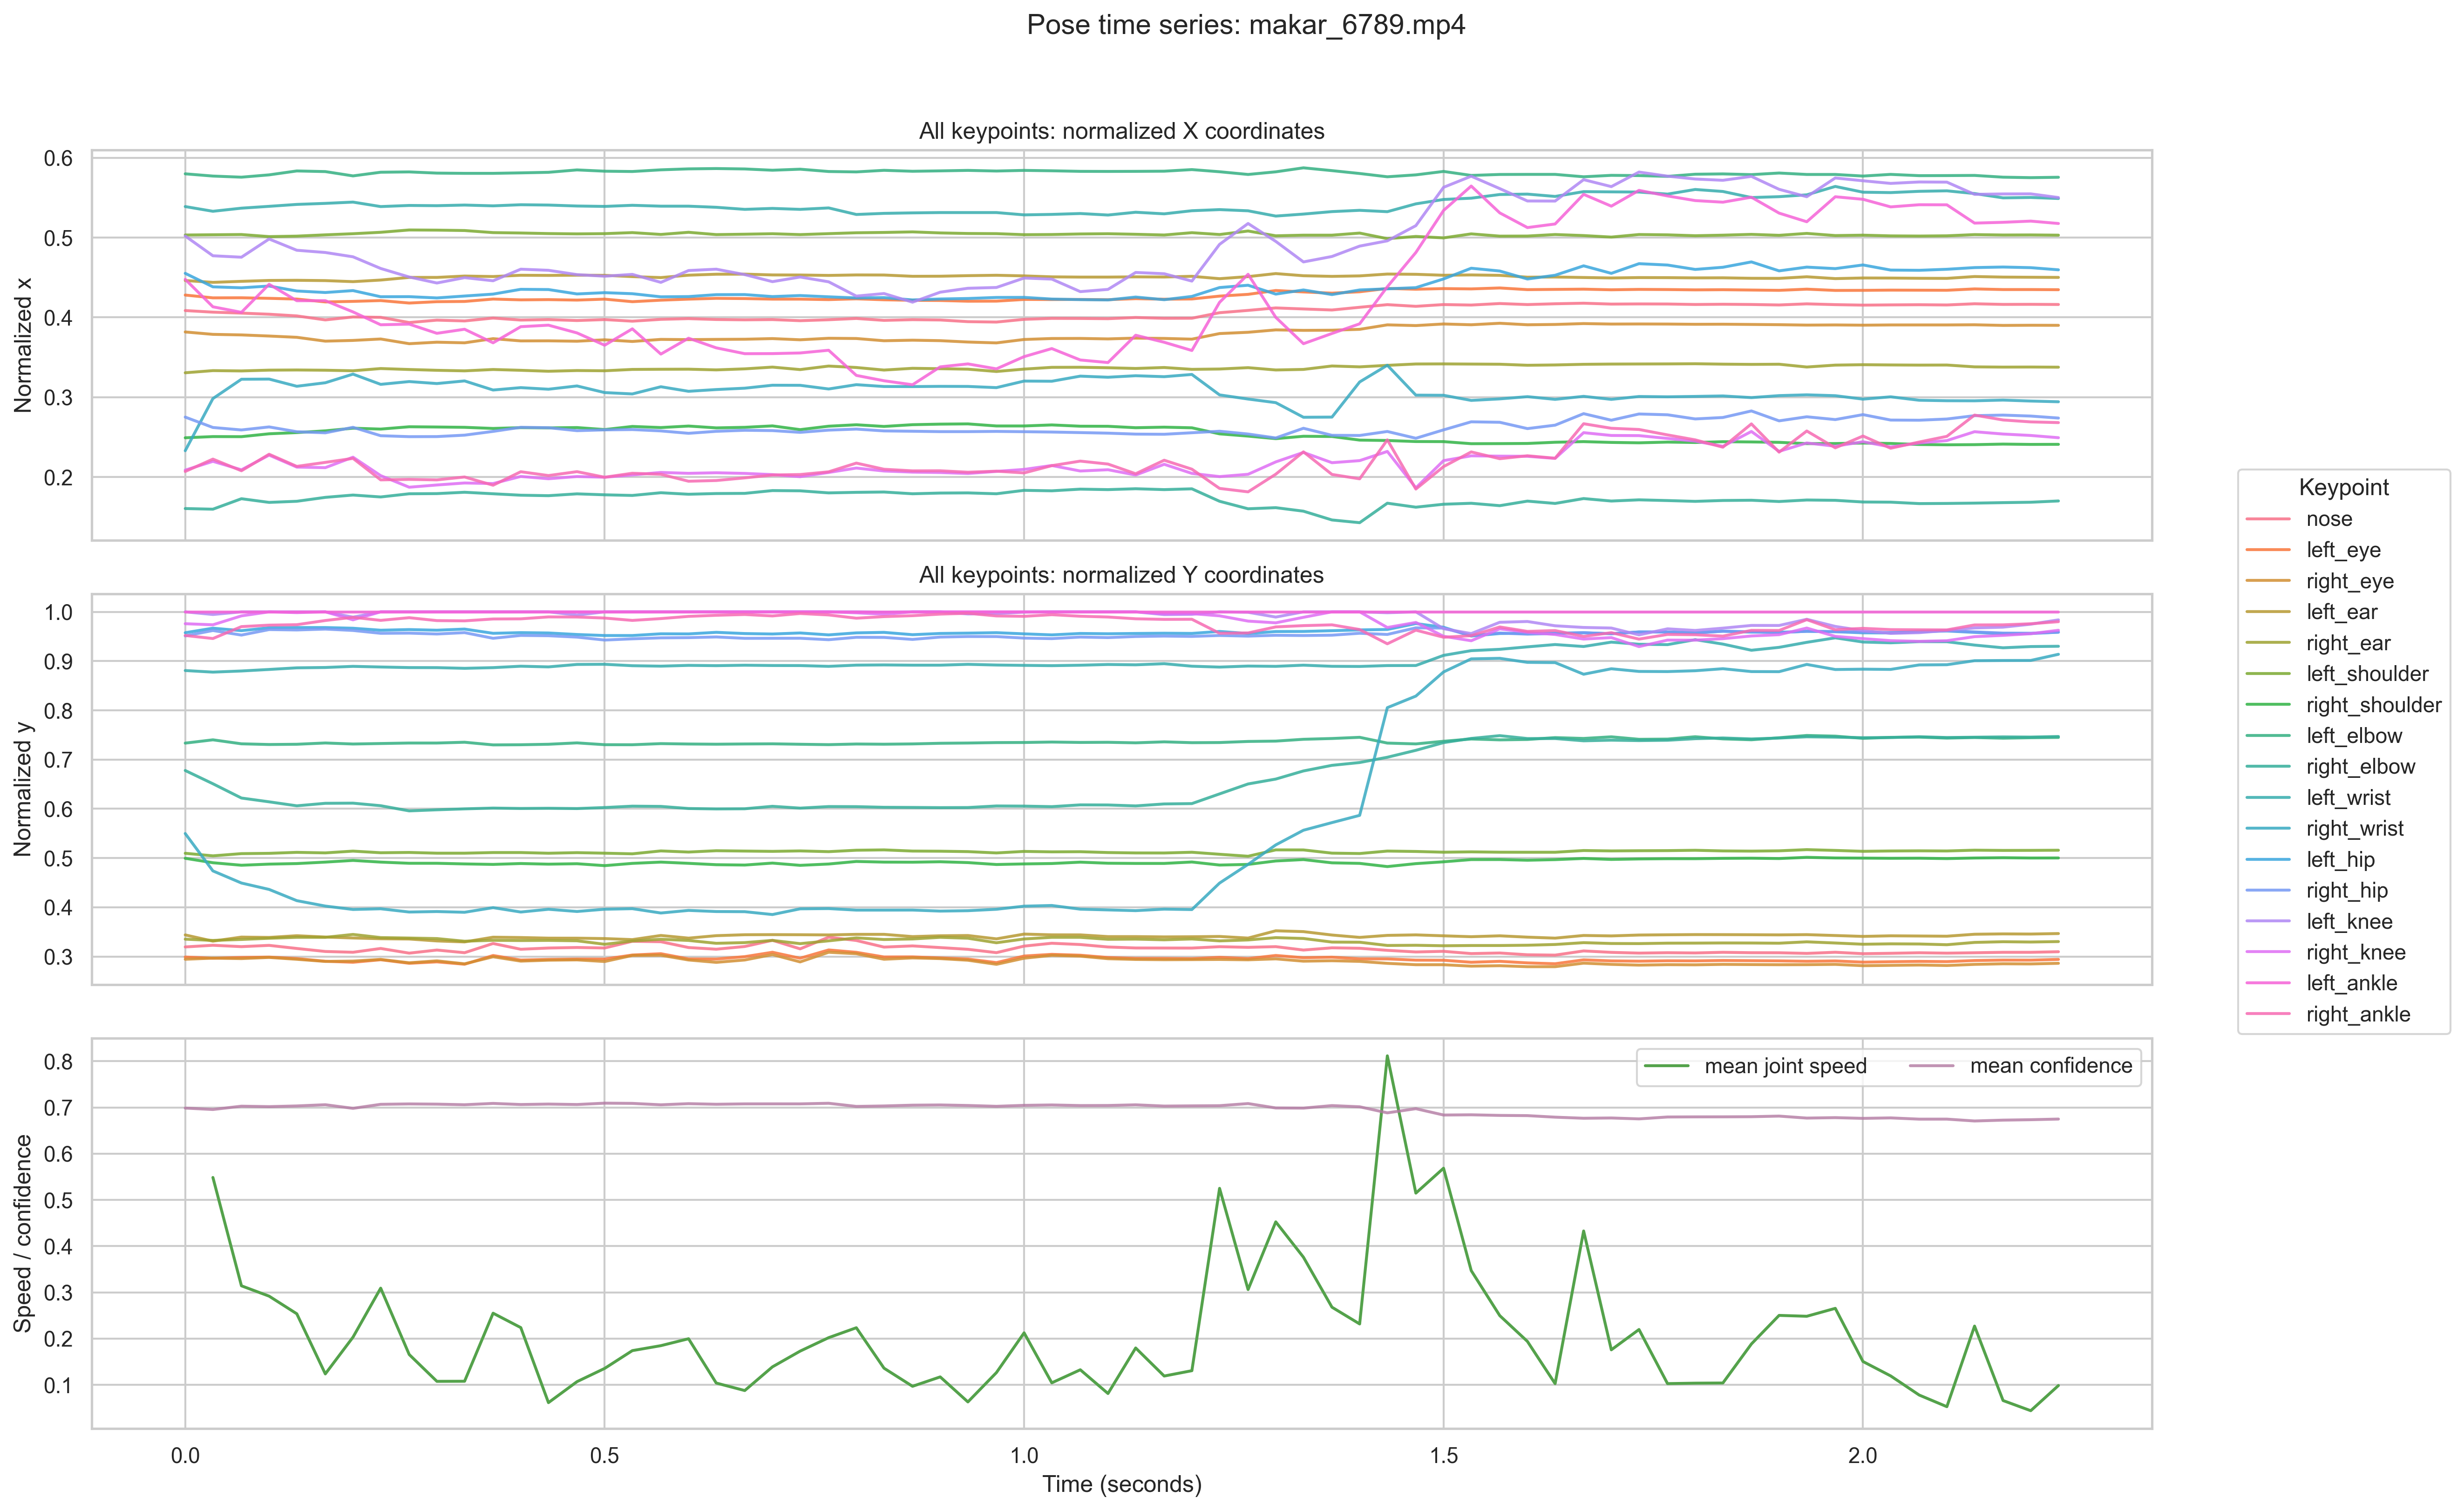 Pose time series: makar_6789.mp4
All keypoints: normalized X coordinates
Normalized x
0.6
0.5
0.4
0.3
0.2
All keypoints: normalized Y coordinates
Normalized y
1.0
0.9
0.8
0.7
0.6
0.5
0.4
0.3
Keypoint
nose
left_eye
right_eye
left_ear
right_ear
left_shoulder
right_shoulder
left_elbow
right_elbow
left_wrist
right_wrist
left_hip
right_hip
left_knee
right_knee
left_ankle
right_ankle
Speed / confidence
0.8
0.7
0.6
0.5
0.4
0.3
0.2
0.1
mean joint speed mean confidence
0.0 0.5 1.0 1.5 2.0
Time (seconds)